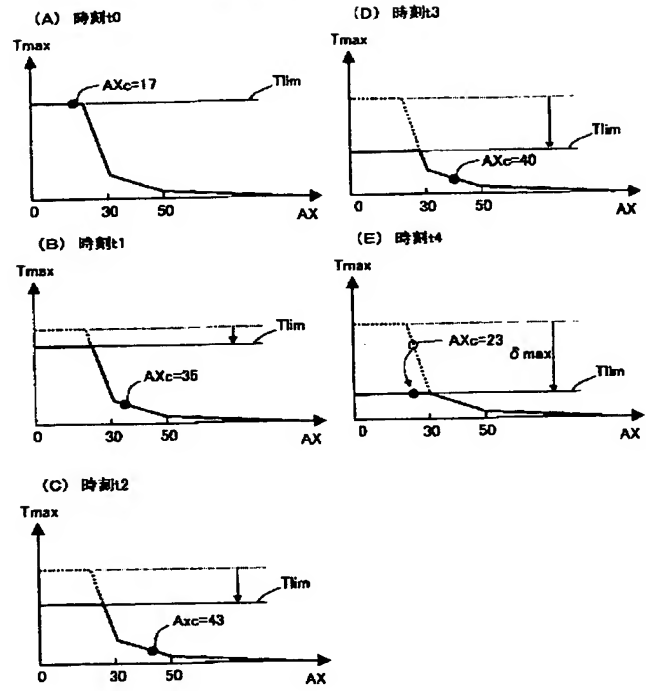 (A) 時刻t0
Tmax
AXc=17
Tlim
0
30
50
AX
(B) 時刻t1
Tmax
Tlim
AXc=35
0
30
50
AX
(C) 時刻t2
Tmax
Tlim
Axc=43
0
30
50
AX
(D) 時刻t3
Tmax
Tlim
AXc=40
0
30
50
AX
(E) 時刻t4
Tmax
AXc=23
δmax
Tlim
0
30
50
AX